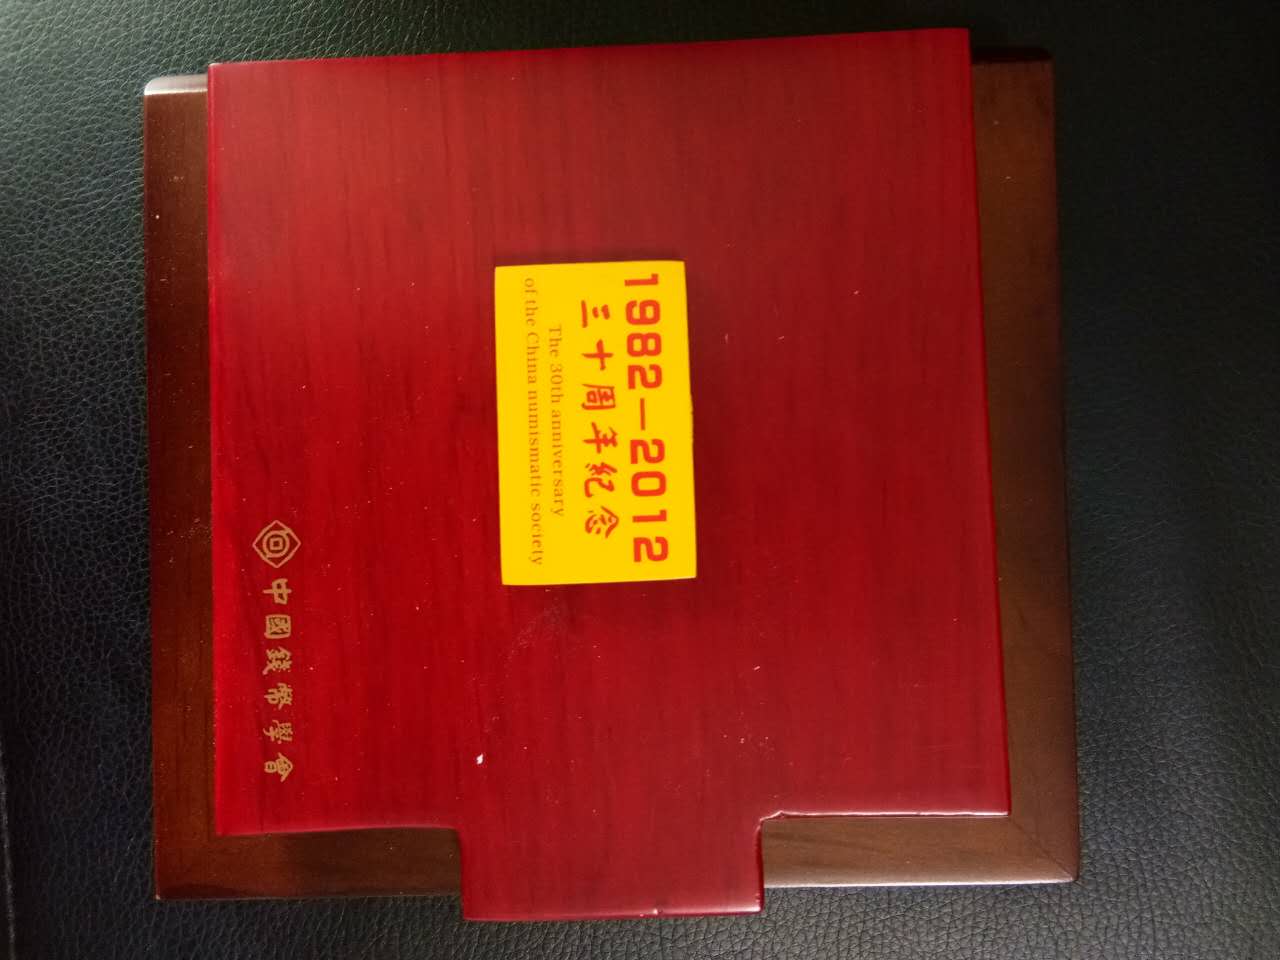 1982-2012
三十周年紀念
The 30th anniversary
of the China numismatic society
中國錢幣學會